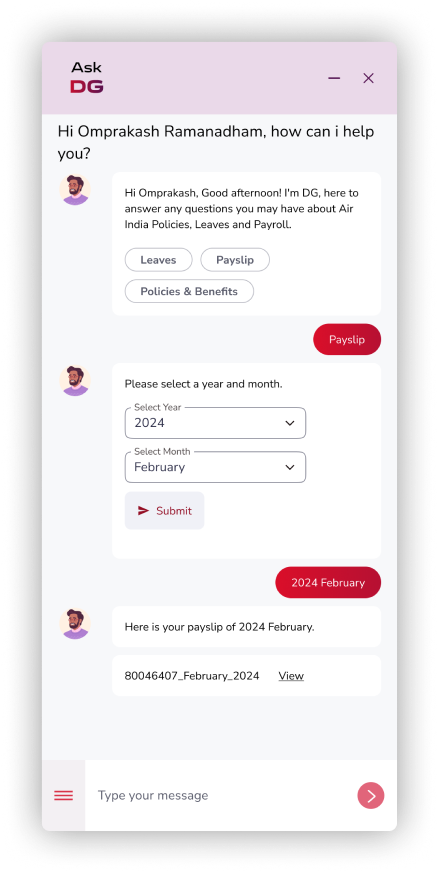 Ask
DG
Hi Omprakash Ramanadham, how can i help
you?
Hi Omprakash, Good afternoon! I'm DG, here to
answer any questions you may have about Air
India Policies, Leaves and Payroll.
Leaves
Payslip
Policies & Benefits
Payslip
Please select a year and month.
Select Year
2024
Select Month
February
Submit
2024 February
Here is your payslip of 2024 February.
80046407_February_2024 View
Type your message